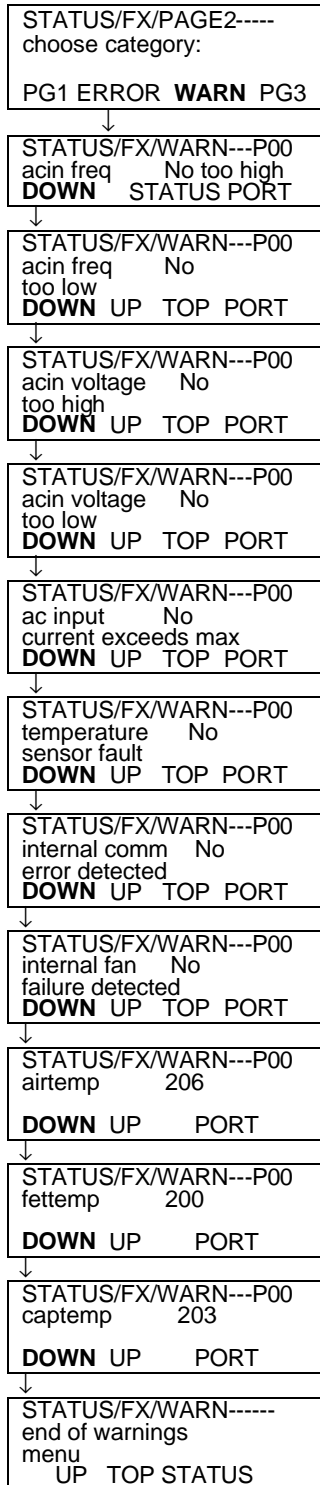 STATUS/FX/PAGE2-----
choose category:
PG1 ERROR WARN PG3
STATUS/FX/WARN---P00
acin freq No too high
DOWN STATUS PORT
STATUS/FX/WARN---P00
acin freq No
too low
DOWN UP TOP PORT
STATUS/FX/WARN---P00
acin voltage No
too high
DOWN UP TOP PORT
STATUS/FX/WARN---P00
acin voltage No
too low
DOWN UP TOP PORT
STATUS/FX/WARN---P00
ac input No
current exceeds max
DOWN UP TOP PORT
STATUS/FX/WARN---P00
temperature No
sensor fault
DOWN UP TOP PORT
STATUS/FX/WARN---P00
internal comm No
error detected
DOWN UP TOP PORT
STATUS/FX/WARN---P00
internal fan No
failure detected
DOWN UP TOP PORT
STATUS/FX/WARN---P00
airtemp 206
DOWN UP PORT
STATUS/FX/WARN---P00
fettemp 200
DOWN UP PORT
STATUS/FX/WARN---P00
captemp 203
DOWN UP PORT
STATUS/FX/WARN------
end of warnings
menu
UP TOP STATUS